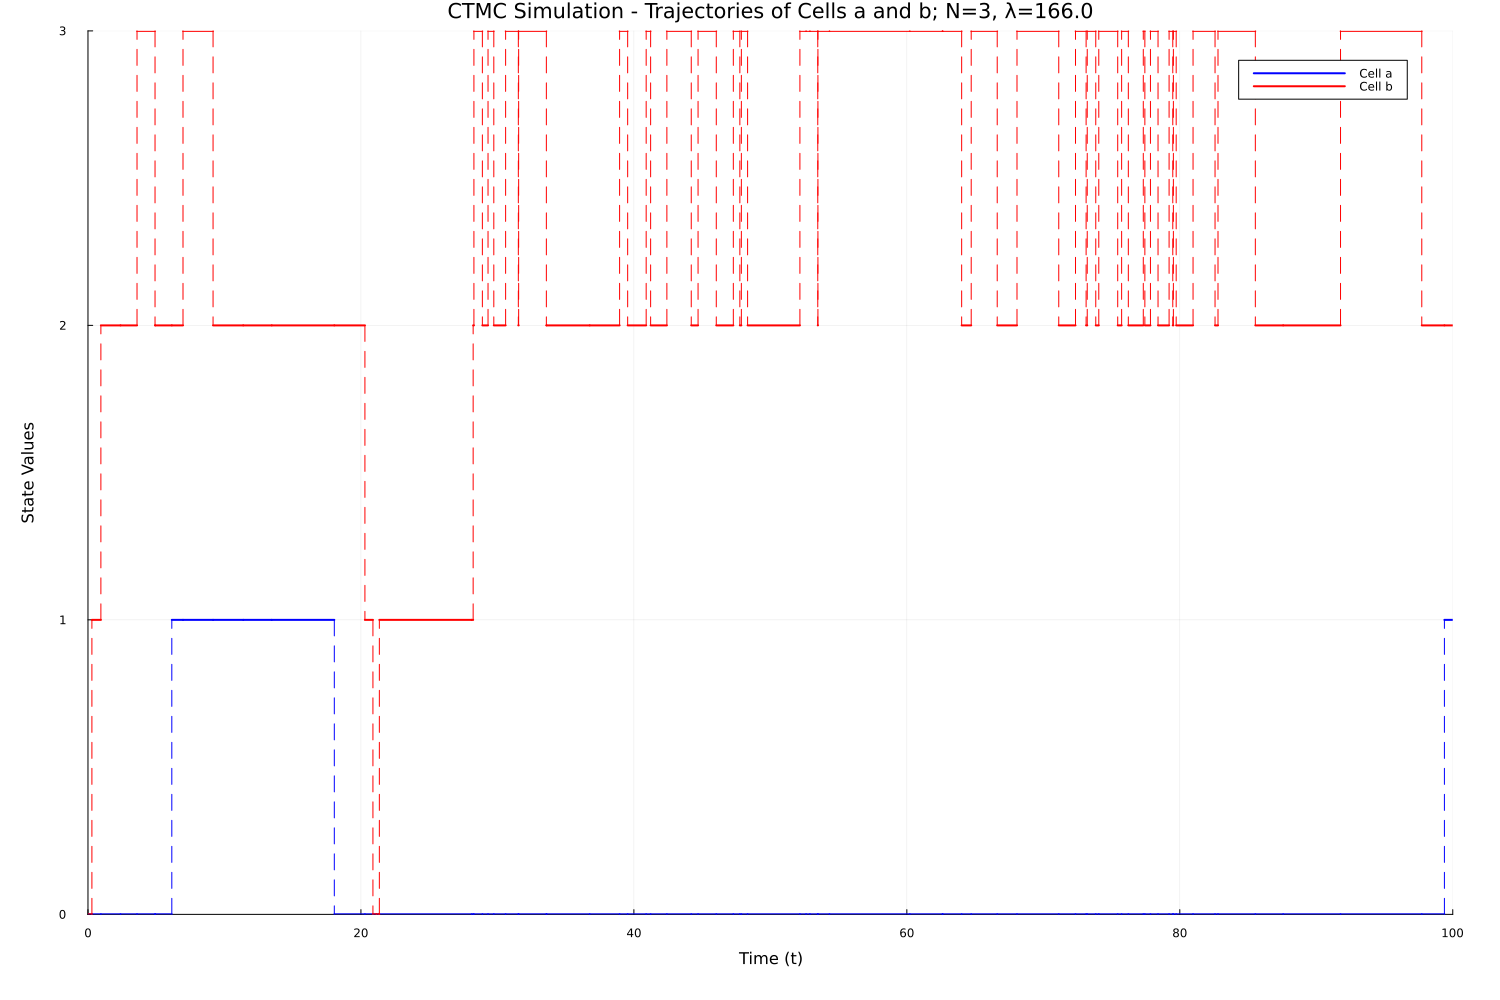 CTMC Simulation - Trajectories of Cells a and b; N=3, λ=166.0
3
Cell a
Cell b
2
State Values
1
0
0 20 40 60 80 100
Time (t)